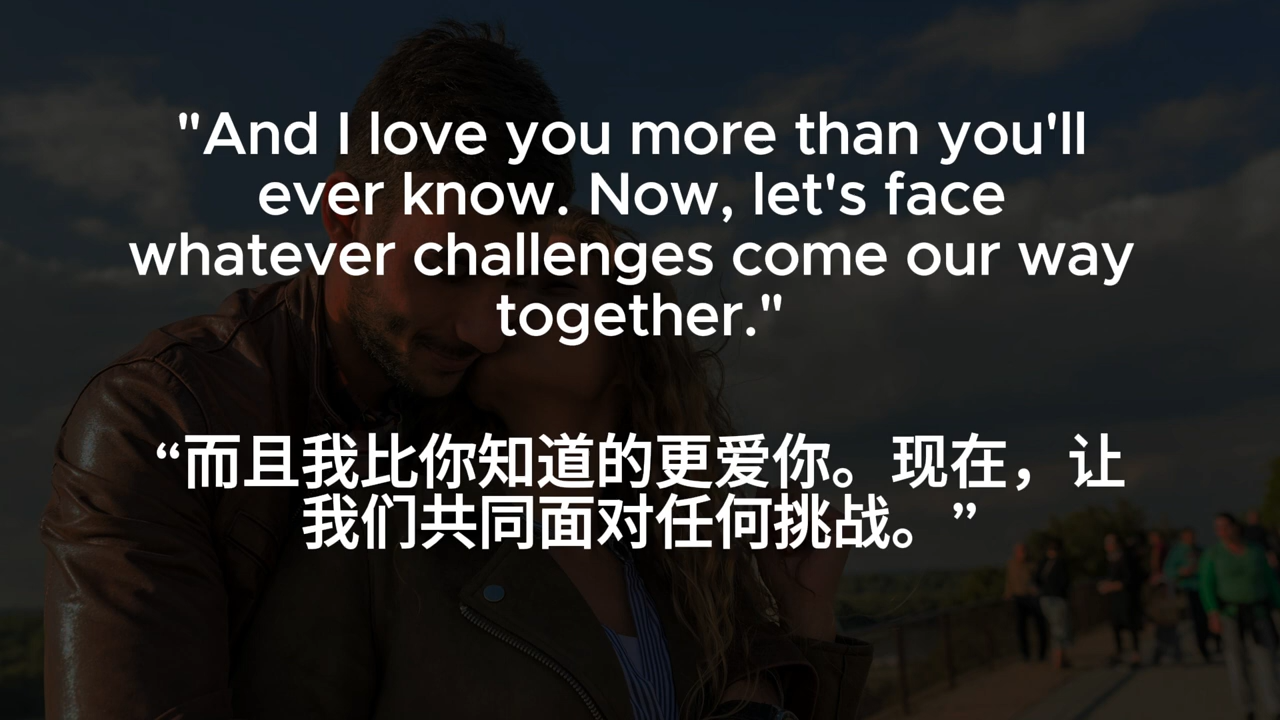 "And I love you more than you'll
ever know. Now, let's face
whatever challenges come our way
together."
“而且我比你知道的更爱你。现在，让
我们共同面对任何挑战。”